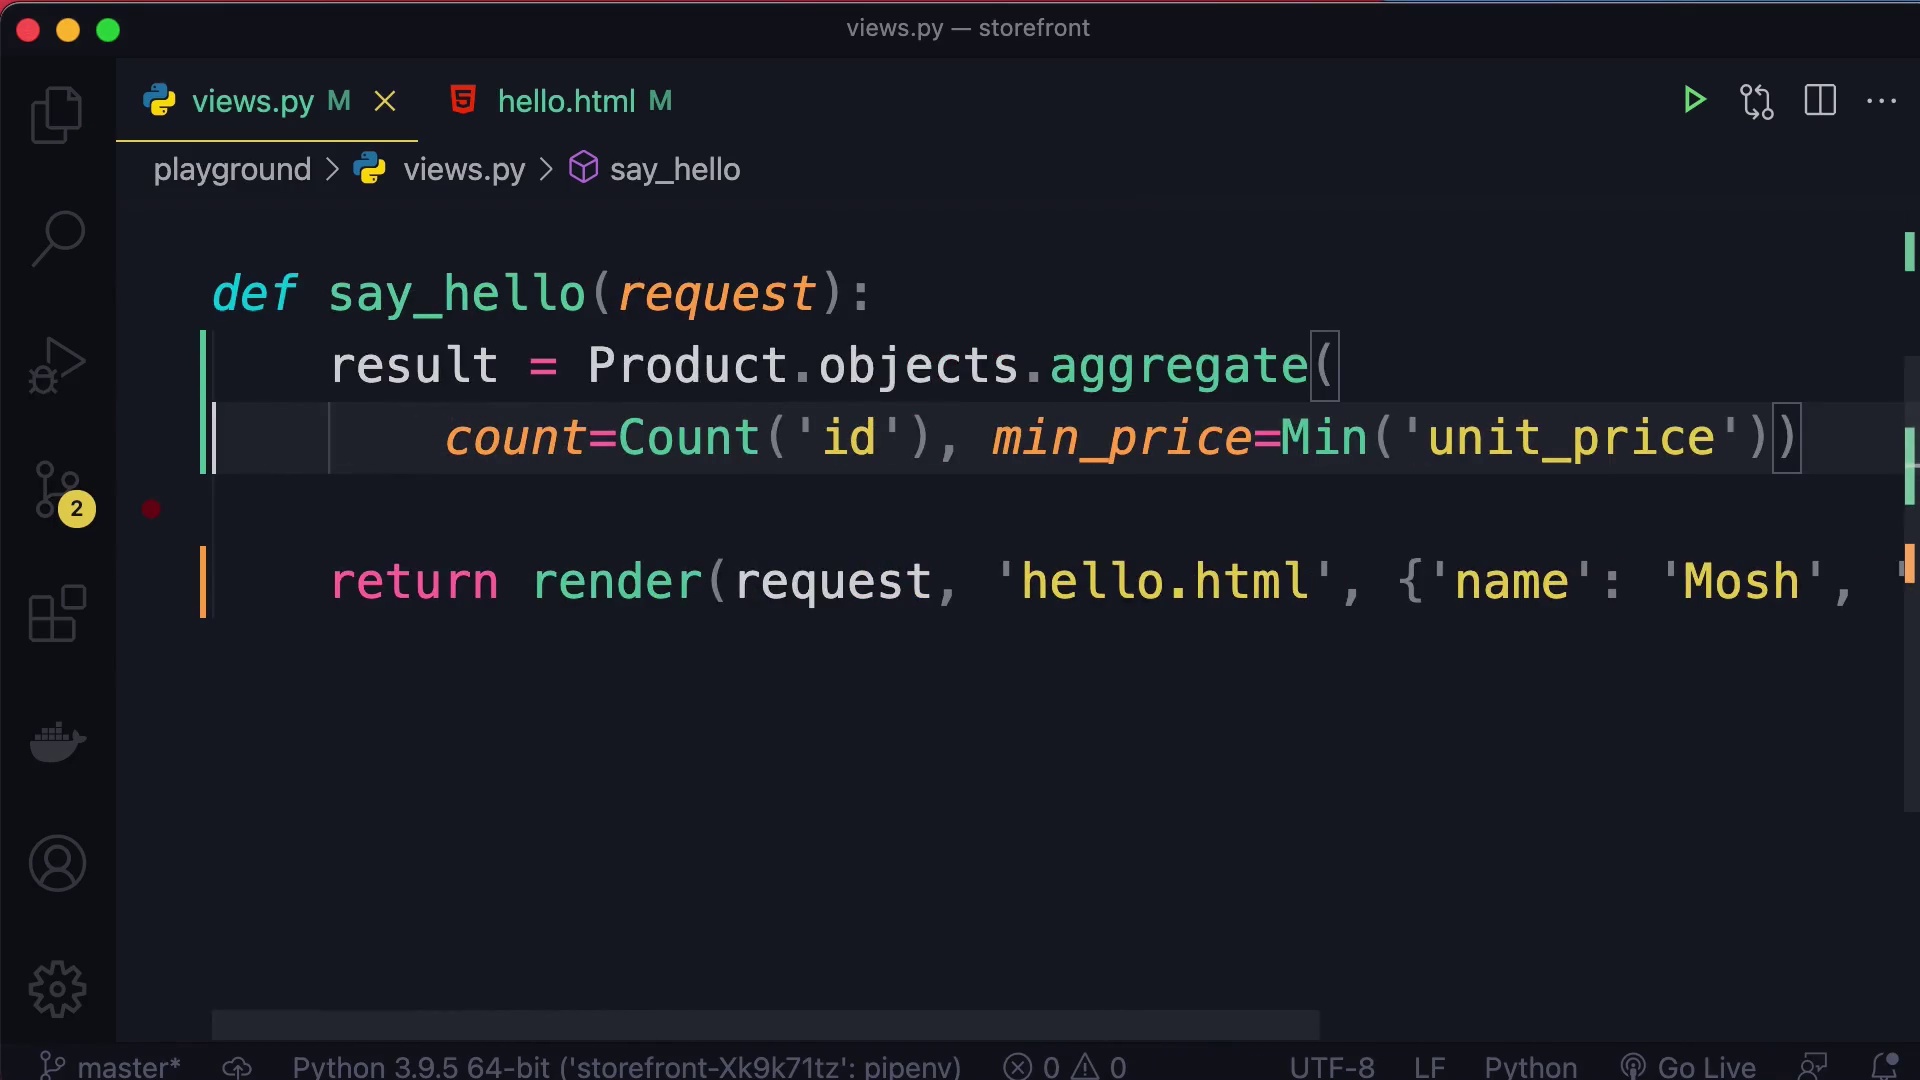 views.py — storefront
views.py M hello.html M
playground > views.py > say_hello
def say_hello(request):
result = Product.objects.aggregate(
count=Count('id'), min_price=Min('unit_price'))
2
return render(request, 'hello.html', {'name': 'Mosh', '
master* Python 3.9.5 64-bit ('storefront-Xk9k71tz': pipenv) 0 0 UTF-8 LF Python Go Live